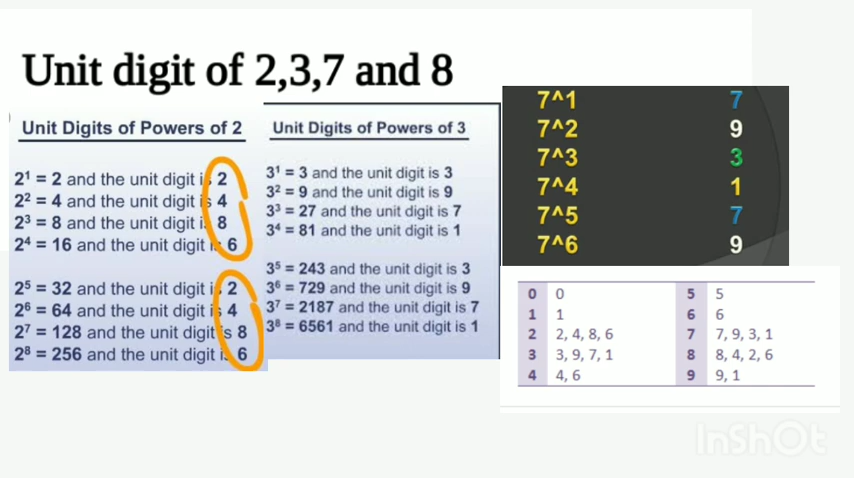 Unit digit of 2,3,7 and 8
Unit Digits of Powers of 2
2¹ = 2 and the unit digit is 2
2² = 4 and the unit digit is 4
2³ = 8 and the unit digit is 8
2⁴ = 16 and the unit digit is 6
2⁵ = 32 and the unit digit is 2
2⁶ = 64 and the unit digit is 4
2⁷ = 128 and the unit digit is 8
2⁸ = 256 and the unit digit is 6
Unit Digits of Powers of 3
3¹ = 3 and the unit digit is 3
3² = 9 and the unit digit is 9
3³ = 27 and the unit digit is 7
3⁴ = 81 and the unit digit is 1
3⁵ = 243 and the unit digit is 3
3⁶ = 729 and the unit digit is 9
3⁷ = 2187 and the unit digit is 7
3⁸ = 6561 and the unit digit is 1
7^1 7
7^2 9
7^3 3
7^4 1
7^5 7
7^6 9
0 0 5 5
1 1 6 6
2 2, 4, 8, 6 7 7, 9, 3, 1
3 3, 9, 7, 1 8 8, 4, 2, 6
4 4, 6 9 9, 1
InShOt